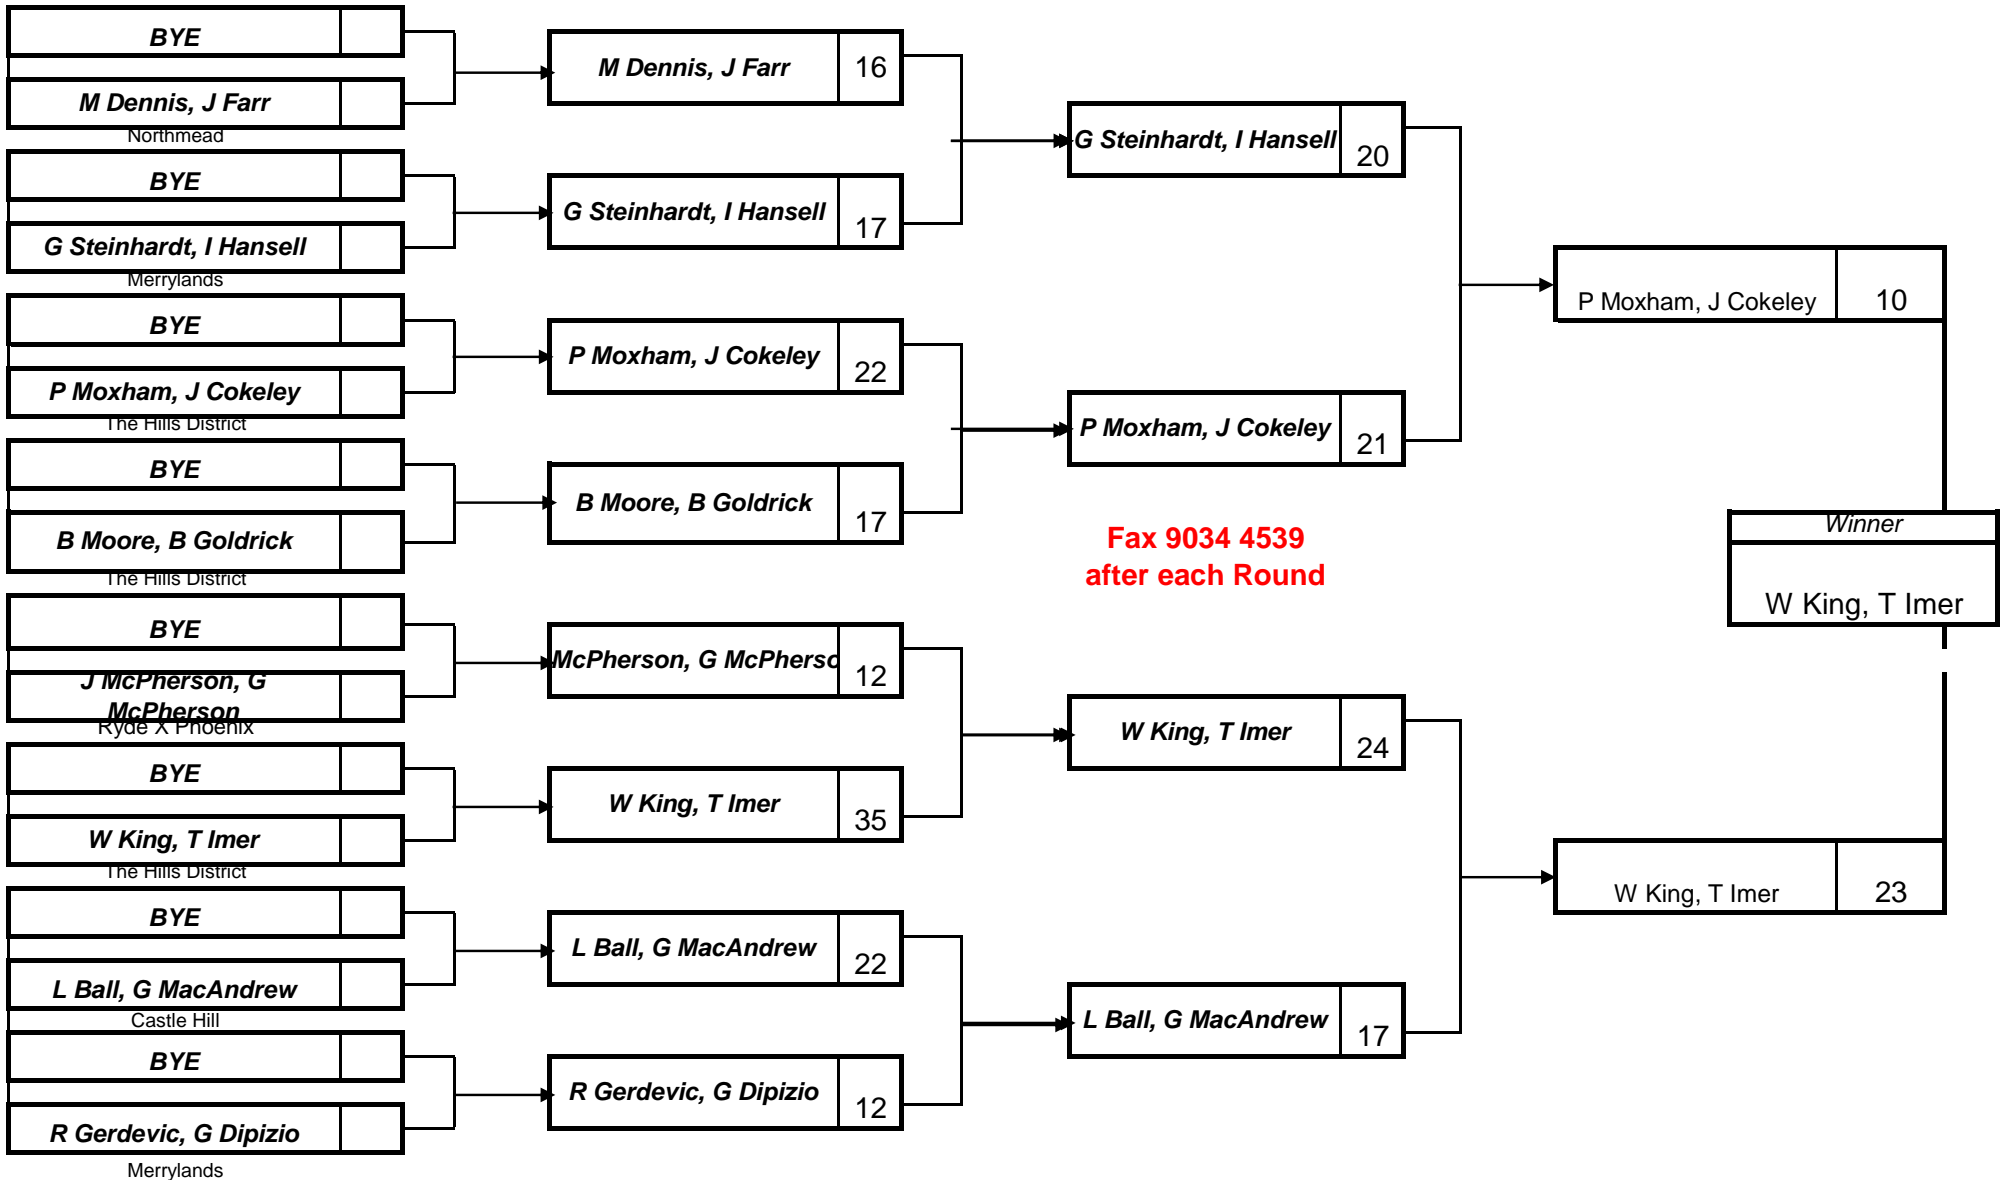 BYE
M Dennis, J Farr
Northmead
BYE
G Steinhardt, I Hansell
Merrylands
BYE
P Moxham, J Cokeley
The Hills District
BYE
B Moore, B Goldrick
The Hills District
BYE
J McPherson, G
McPherson
Ryde X Phoenix
BYE
W King, T Imer
The Hills District
BYE
L Ball, G MacAndrew
Castle Hill
BYE
R Gerdevic, G Dipizio
Merrylands
M Dennis, J Farr 16
G Steinhardt, I Hansell 17
P Moxham, J Cokeley 22
B Moore, B Goldrick 17
McPherson, G McPherso 12
W King, T Imer 35
L Ball, G MacAndrew 22
R Gerdevic, G Dipizio 12
G Steinhardt, I Hansell 20
P Moxham, J Cokeley 21
Fax 9034 4539
after each Round
W King, T Imer 24
L Ball, G MacAndrew 17
P Moxham, J Cokeley 10
W King, T Imer 23
Winner
W King, T Imer